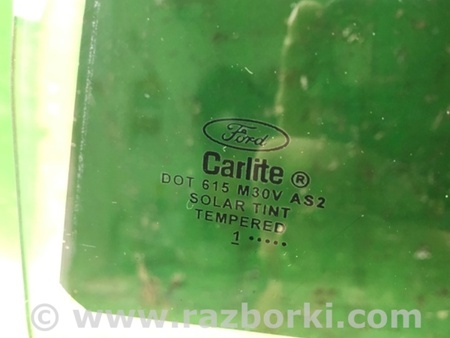 Ford
Carlite ®
DOT 615 M30V AS2
SOLAR TINT
TEMPERED
1 •••••
© www.razborki.com